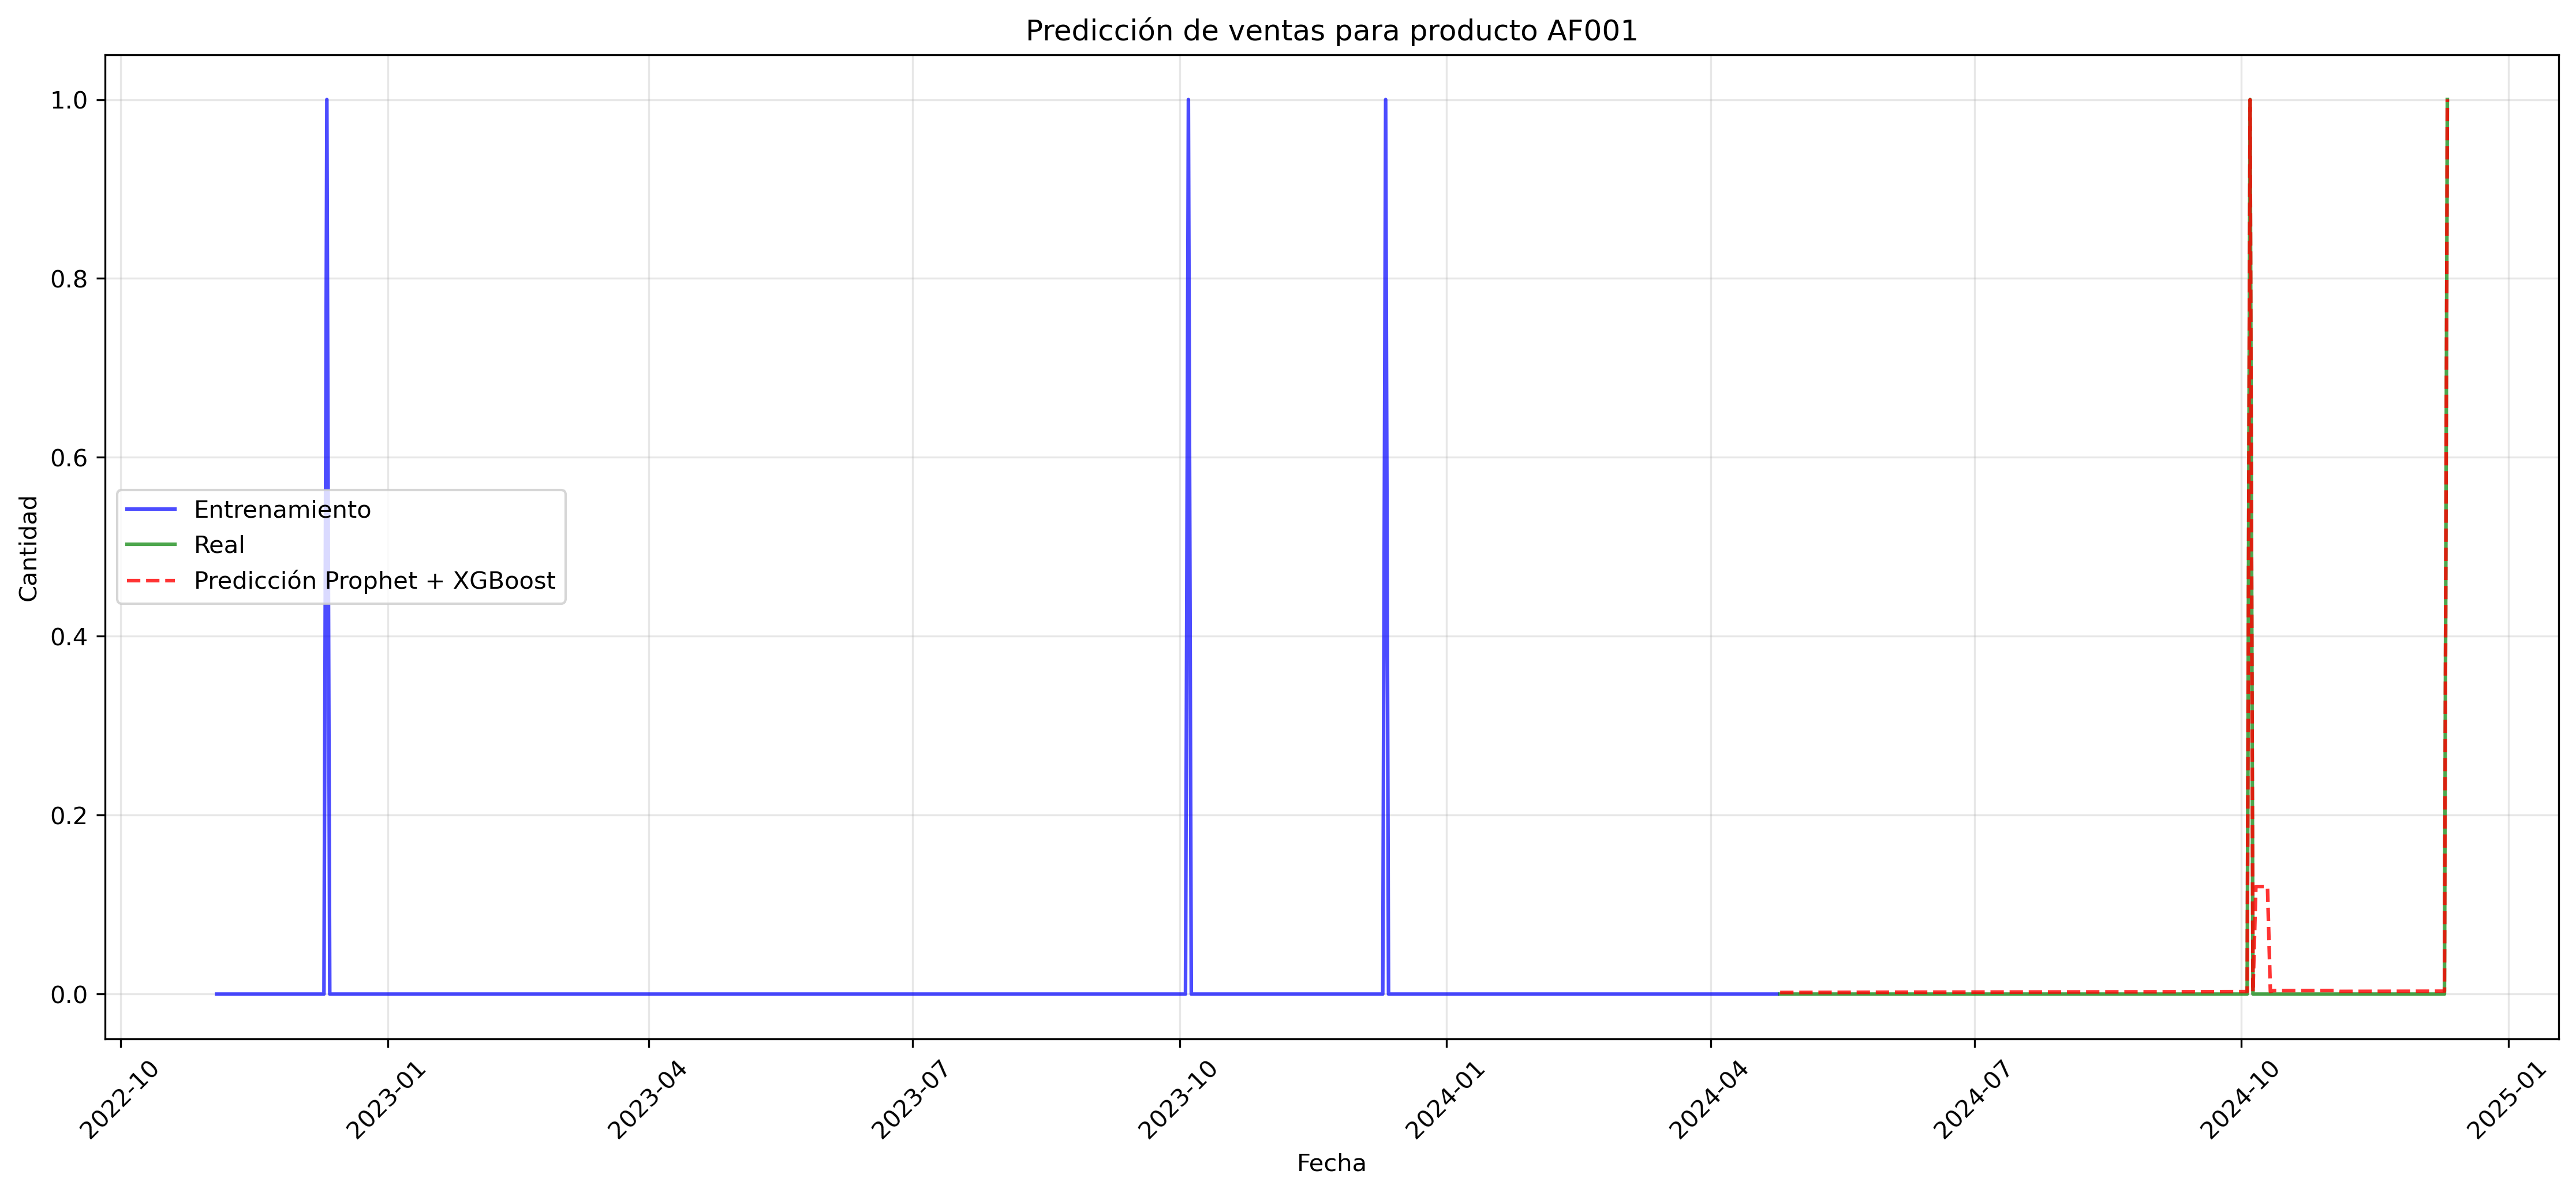 Predicción de ventas para producto AF001
Cantidad
1.0
0.8
0.6
0.4
0.2
0.0
Entrenamiento
Real
Predicción Prophet + XGBoost
2022-10
2023-01
2023-04
2023-07
2023-10
2024-01
2024-04
2024-07
2024-10
2025-01
Fecha